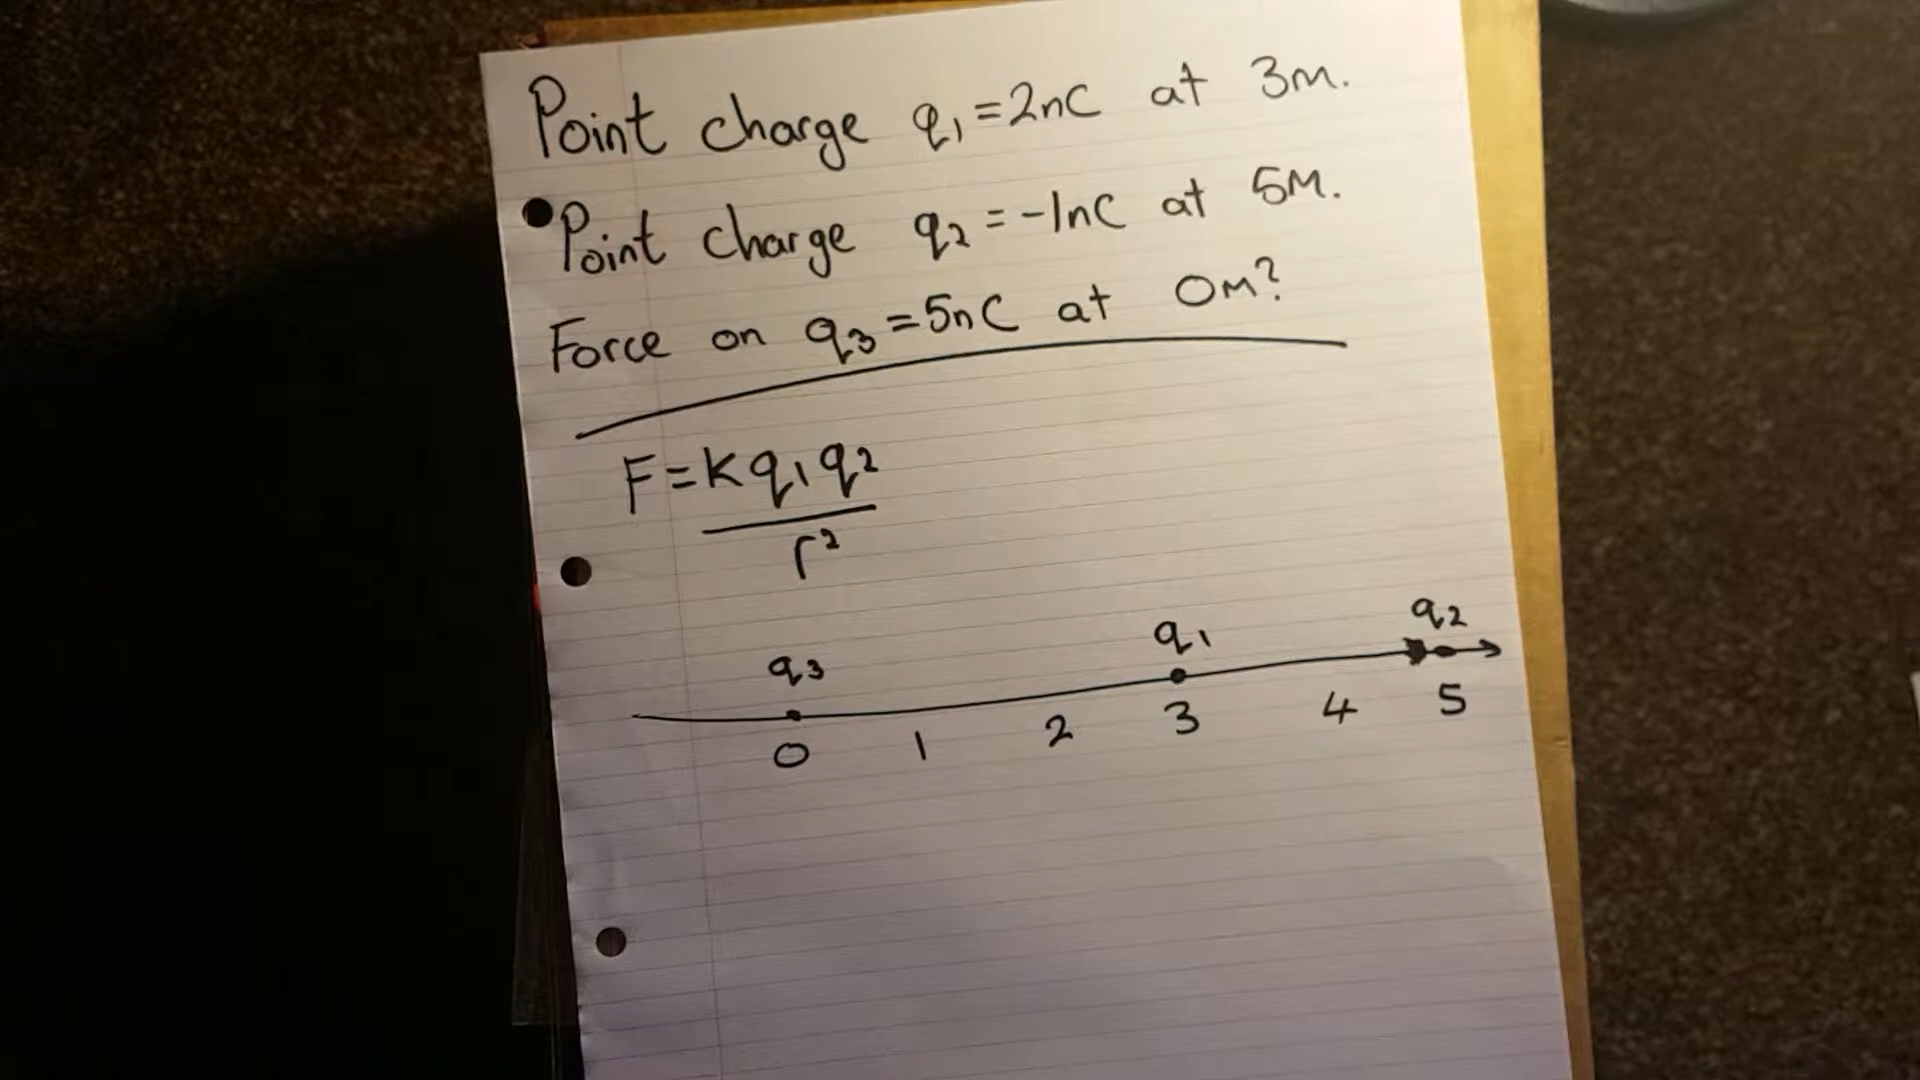 Point charge q₁=2nC at 3m.
Point charge q₂=-1nC at 5m.
Force on q₃=5nC at 0m?
F=kq₁q₂
r²
q₃ q₁ q₂
0 1 2 3 4 5